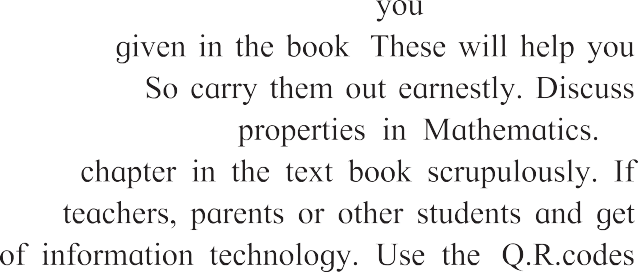 you
given in the book These will help you
So carry them out earnestly. Discuss
properties in Mathematics.
chapter in the text book scrupulously. If
teachers, parents or other students and get
of information technology. Use the Q.R.codes